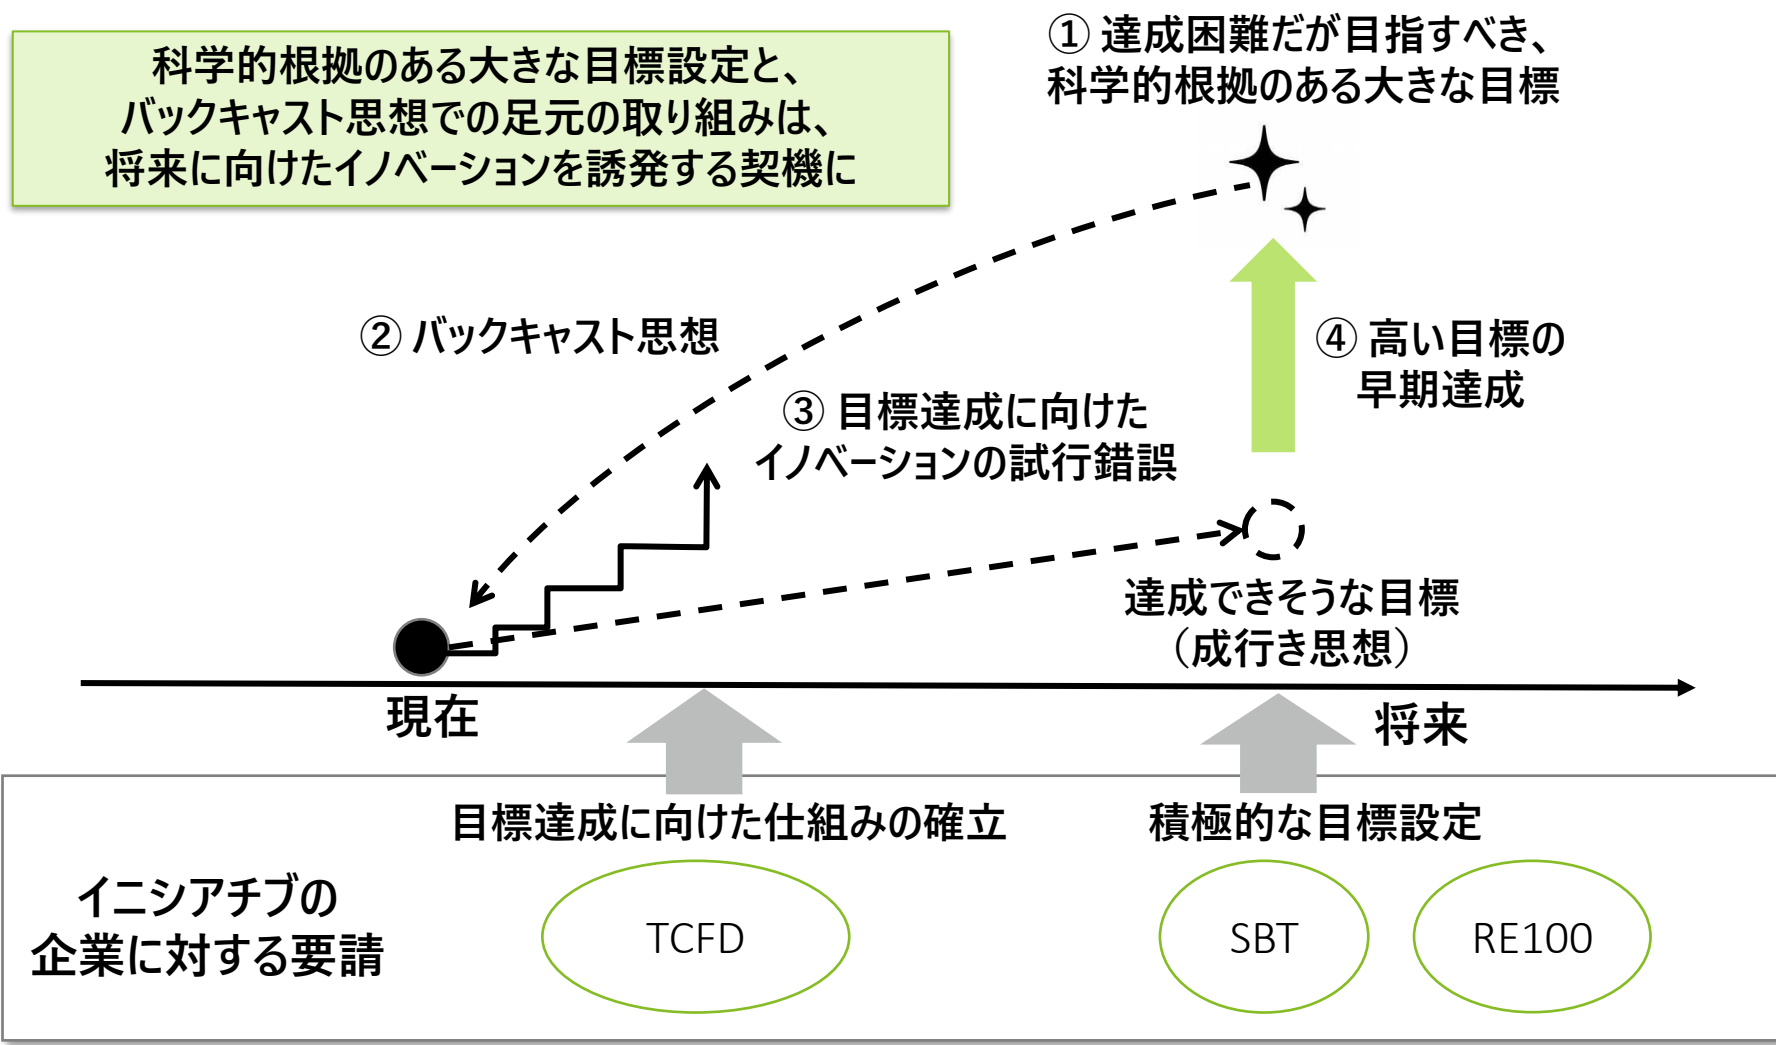 科学的根拠のある大きな目標設定と、
バックキャスト思想での足元の取り組みは、
将来に向けたイノベーションを誘発する契機に
① 達成困難だが目指すべき、
科学的根拠のある大きな目標
② バックキャスト思想
③ 目標達成に向けた
イノベーションの試行錯誤
④ 高い目標の
早期達成
達成できそうな目標
（成行き思想）
現在
将来
目標達成に向けた仕組みの確立
積極的な目標設定
イニシアチブの
企業に対する要請
TCFD
SBT
RE100